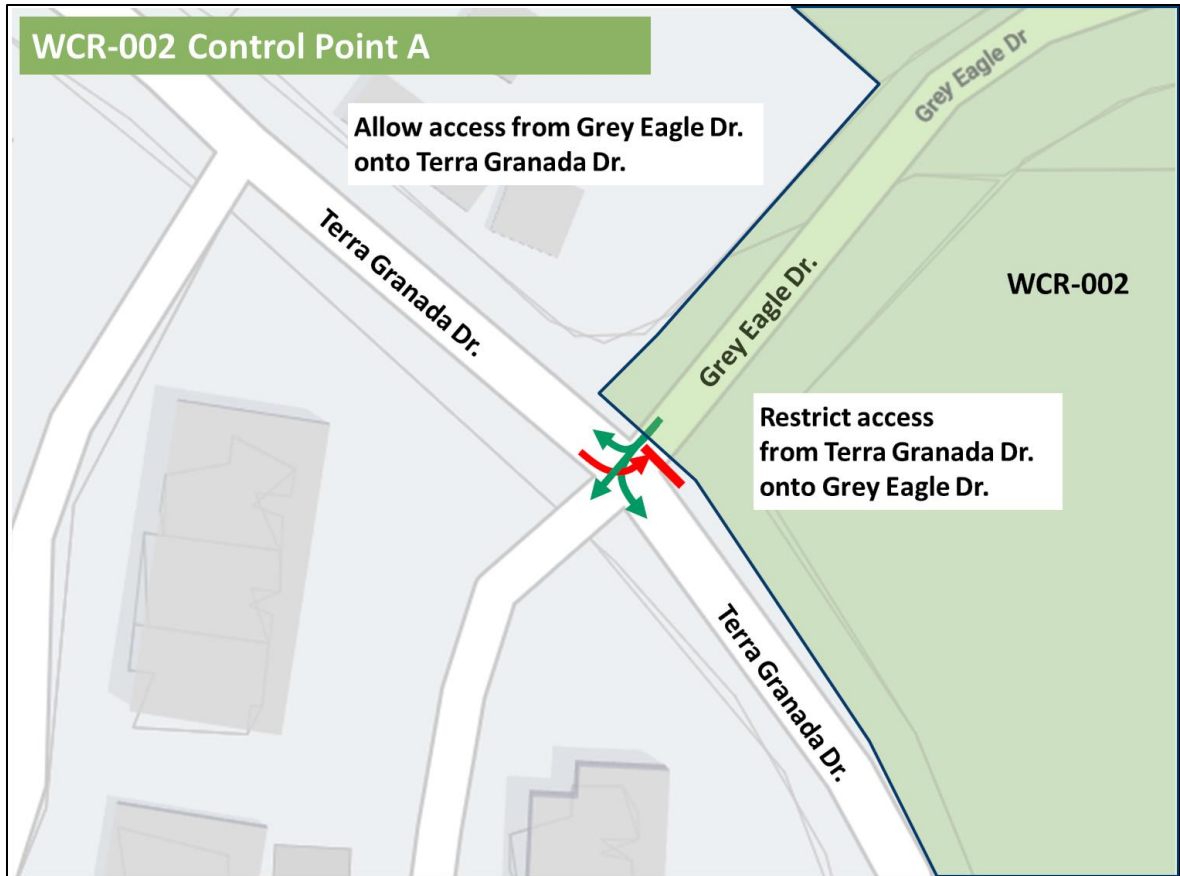 WCR-002 Control Point A
Allow access from Grey Eagle Dr.
onto Terra Granada Dr.
Grey Eagle Dr
Terra Granada Dr.
Grey Eagle Dr.
WCR-002
Restrict access
from Terra Granada Dr.
onto Grey Eagle Dr.
Terra Granada Dr.